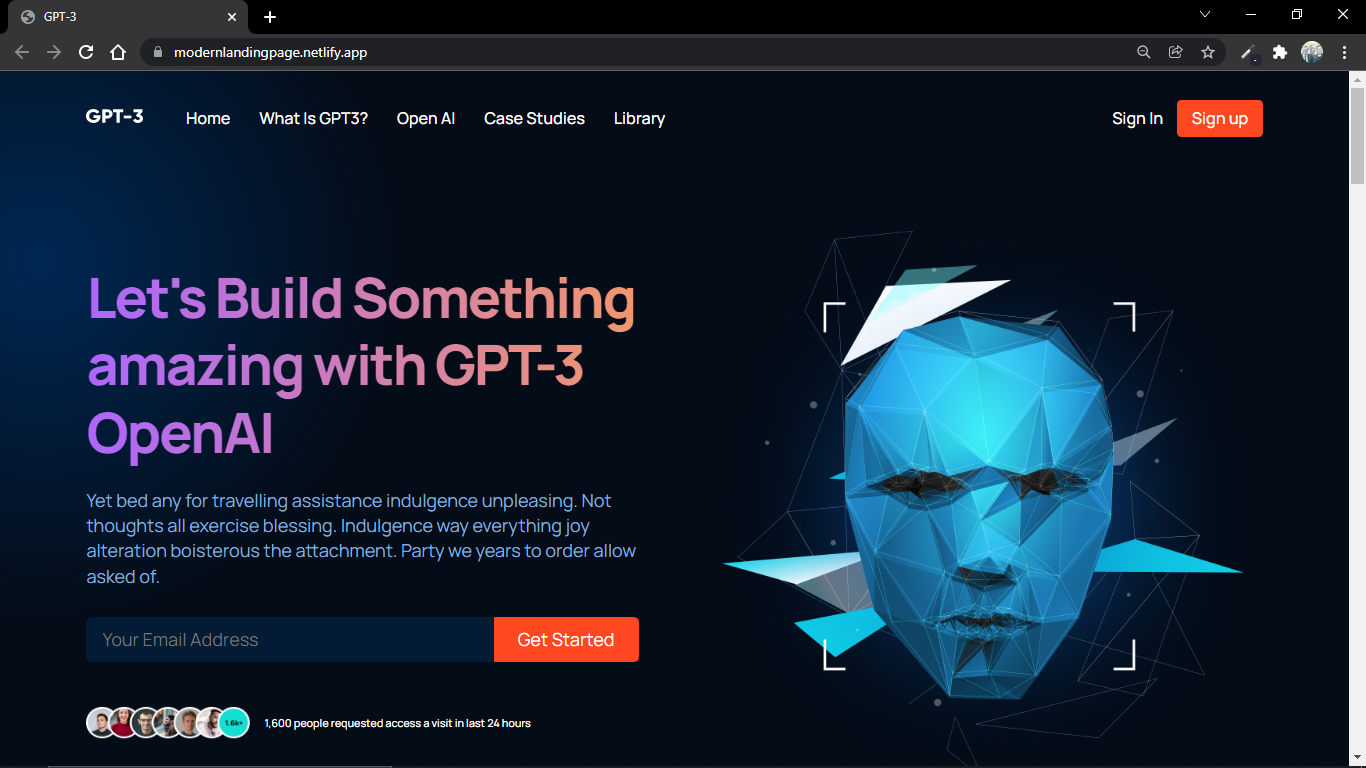 GPT-3
modernlandingpage.netlify.app
GPT-3 Home What Is GPT3? Open AI Case Studies Library Sign In Sign up
Let's Build Something
amazing with GPT-3
OpenAI
Yet bed any for travelling assistance indulgence unpleasing. Not
thoughts all exercise blessing. Indulgence way everything joy
alteration boisterous the attachment. Party we years to order allow
asked of.
Your Email Address Get Started
1.6k+ 1,600 people requested access a visit in last 24 hours